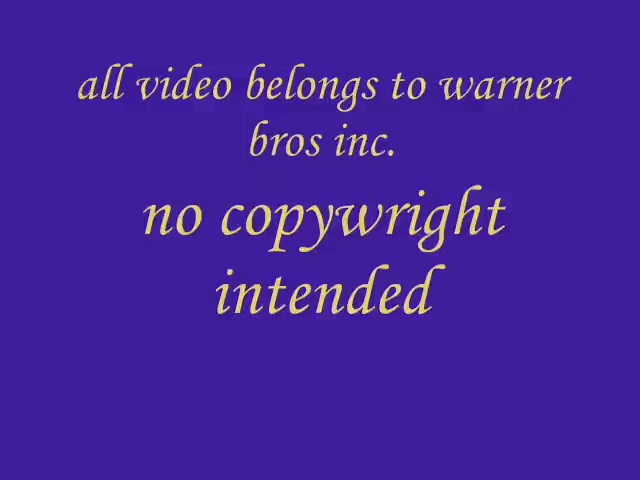 all video belongs to warner
bros inc.
no copywright
intended